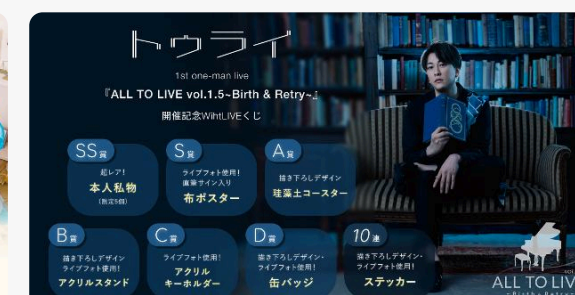 トゥライ
1st one-man live
『ALL TO LIVE vol.1.5~Birth & Retry~』
開催記念WithLIVEくじ
SS賞
超レア!
本人私物
(限定5個)
S賞
ライブフォト使用!
直筆サイン入り
布ポスター
A賞
描き下ろしデザイン
珪藻土コースター
B賞
描き下ろしデザイン
ライブフォト使用!
アクリルスタンド
C賞
ライブフォト使用!
アクリル
キーホルダー
D賞
描き下ろしデザイン・
ライブフォト使用!
缶バッジ
10連
描き下ろしデザイン・
ライブフォト使用!
ステッカー
ALL TO LIV
~Birth & Retry~